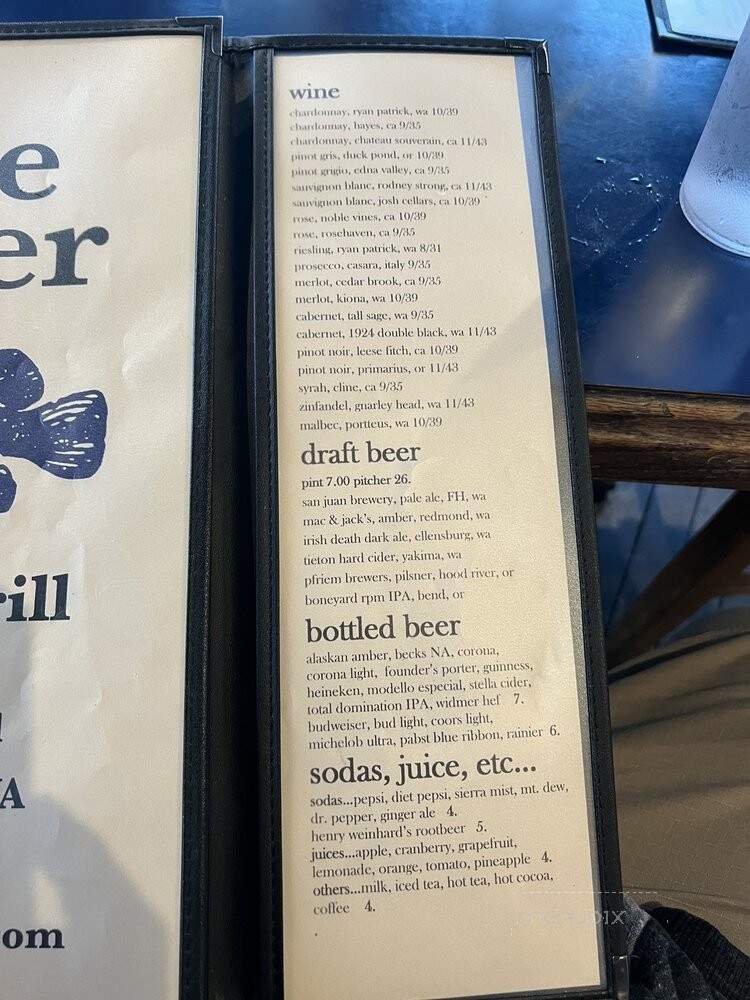 e
er
rill
A
om
wine
chardonnay, ryan patrick, wa 10/39
chardonnay, hayes, ca 9/35
chardonnay, chateau souverain, ca 11/43
pinot gris, duck pond, or 10/39
pinot grigio, edna valley, ca 9/35
sauvignon blanc, rodney strong, ca 11/43
sauvignon blanc, josh cellars, ca 10/39
rose, noble vines, ca 10/39
rose, rosehaven, ca 9/35
riesling, ryan patrick, wa 8/31
prosecco, casara, italy 9/35
merlot, cedar brook, ca 9/35
merlot, kiona, wa 10/39
cabernet, tall sage, wa 9/35
cabernet, 1924 double black, wa 11/43
pinot noir, leese fitch, ca 10/39
pinot noir, primarius, or 11/43
syrah, cline, ca 9/35
zinfandel, gnarley head, wa 11/43
malbec, portteus, wa 10/39
draft beer
pint 7.00 pitcher 26.
san juan brewery, pale ale, FH, wa
mac & jack's, amber, redmond, wa
irish death dark ale, ellensburg, wa
tieton hard cider, yakima, wa
pfriem brewers, pilsner, hood river, or
boneyard rpm IPA, bend, or
bottled beer
alaskan amber, becks NA, corona,
corona light, founder's porter, guinness,
heineken, modello especial, stella cider,
total domination IPA, widmer hef 7.
budweiser, bud light, coors light,
michelob ultra, pabst blue ribbon, rainier 6.
sodas, juice, etc...
sodas...pepsi, diet pepsi, sierra mist, mt. dew,
dr. pepper, ginger ale 4.
henry weinhard's rootbeer 5.
juices...apple, cranberry, grapefruit,
lemonade, orange, tomato, pineapple 4.
others...milk, iced tea, hot tea, hot cocoa,
coffee 4.
.